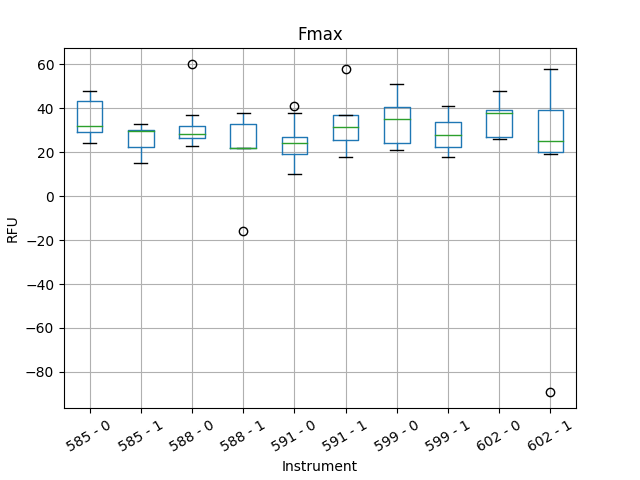 Fmax
RFU
60
40
20
0
−20
−40
−60
−80
585 - 0
585 - 1
588 - 0
588 - 1
591 - 0
591 - 1
599 - 0
599 - 1
602 - 0
602 - 1
Instrument